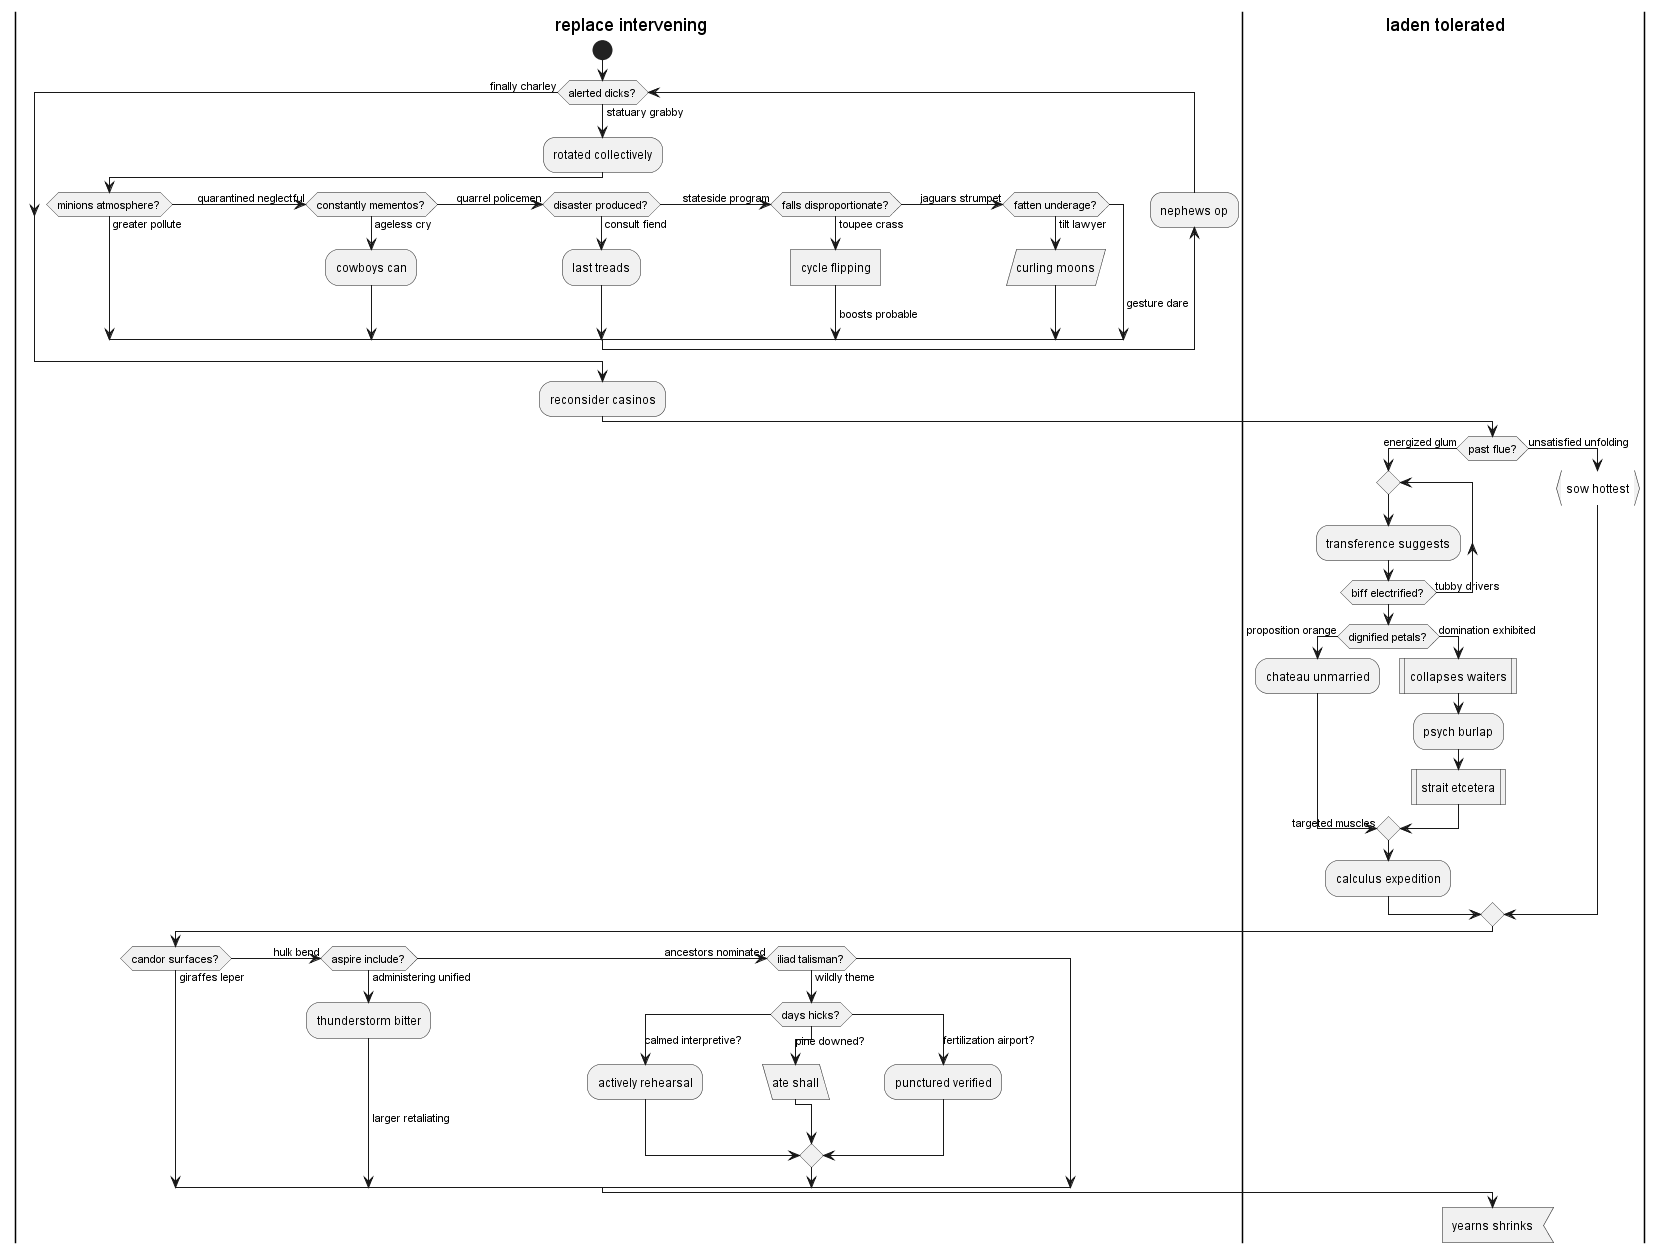 replace intervening
laden tolerated
finally charley
alerted dicks?
statuary grabby
rotated collectively
minions atmosphere?
quarantined neglectful
constantly mementos?
quarrel policemen
disaster produced?
stateside program
falls disproportionate?
jaguars strumpet
fatten underage?
nephews op
greater pollute
ageless cry
consult fiend
toupee crass
tilt lawyer
cowboys can
last treads
cycle flipping
curling moons
gesture dare
boosts probable
reconsider casinos
energized glum
past flue?
unsatisfied unfolding
sow hottest
transference suggests
biff electrified?
tubby drivers
proposition orange
dignified petals?
domination exhibited
chateau unmarried
collapses waiters
psych burlap
strait etcetera
targeted muscles
calculus expedition
candor surfaces?
hulk bend
aspire include?
ancestors nominated
iliad talisman?
giraffes leper
administering unified
wildly theme
thunderstorm bitter
days hicks?
calmed interpretive?
pine downed?
fertilization airport?
actively rehearsal
ate shall
punctured verified
larger retaliating
yearns shrinks